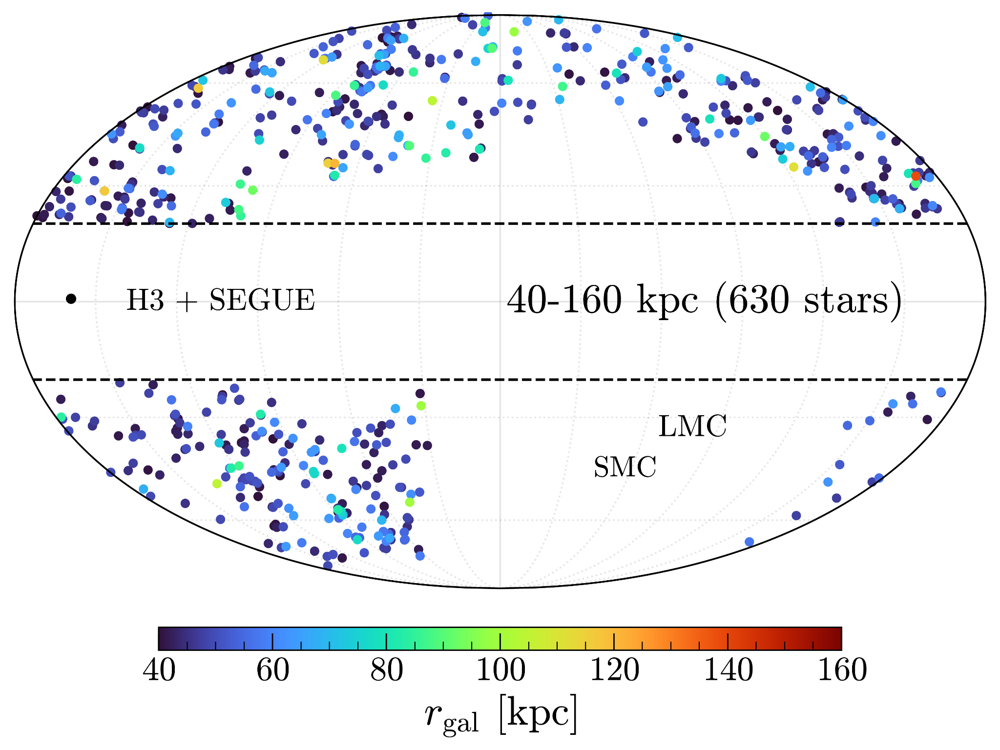 H3 + SEGUE
40-160 kpc (630 stars)
LMC
SMC
40 60 80 100 120 140 160
r_gal [kpc]